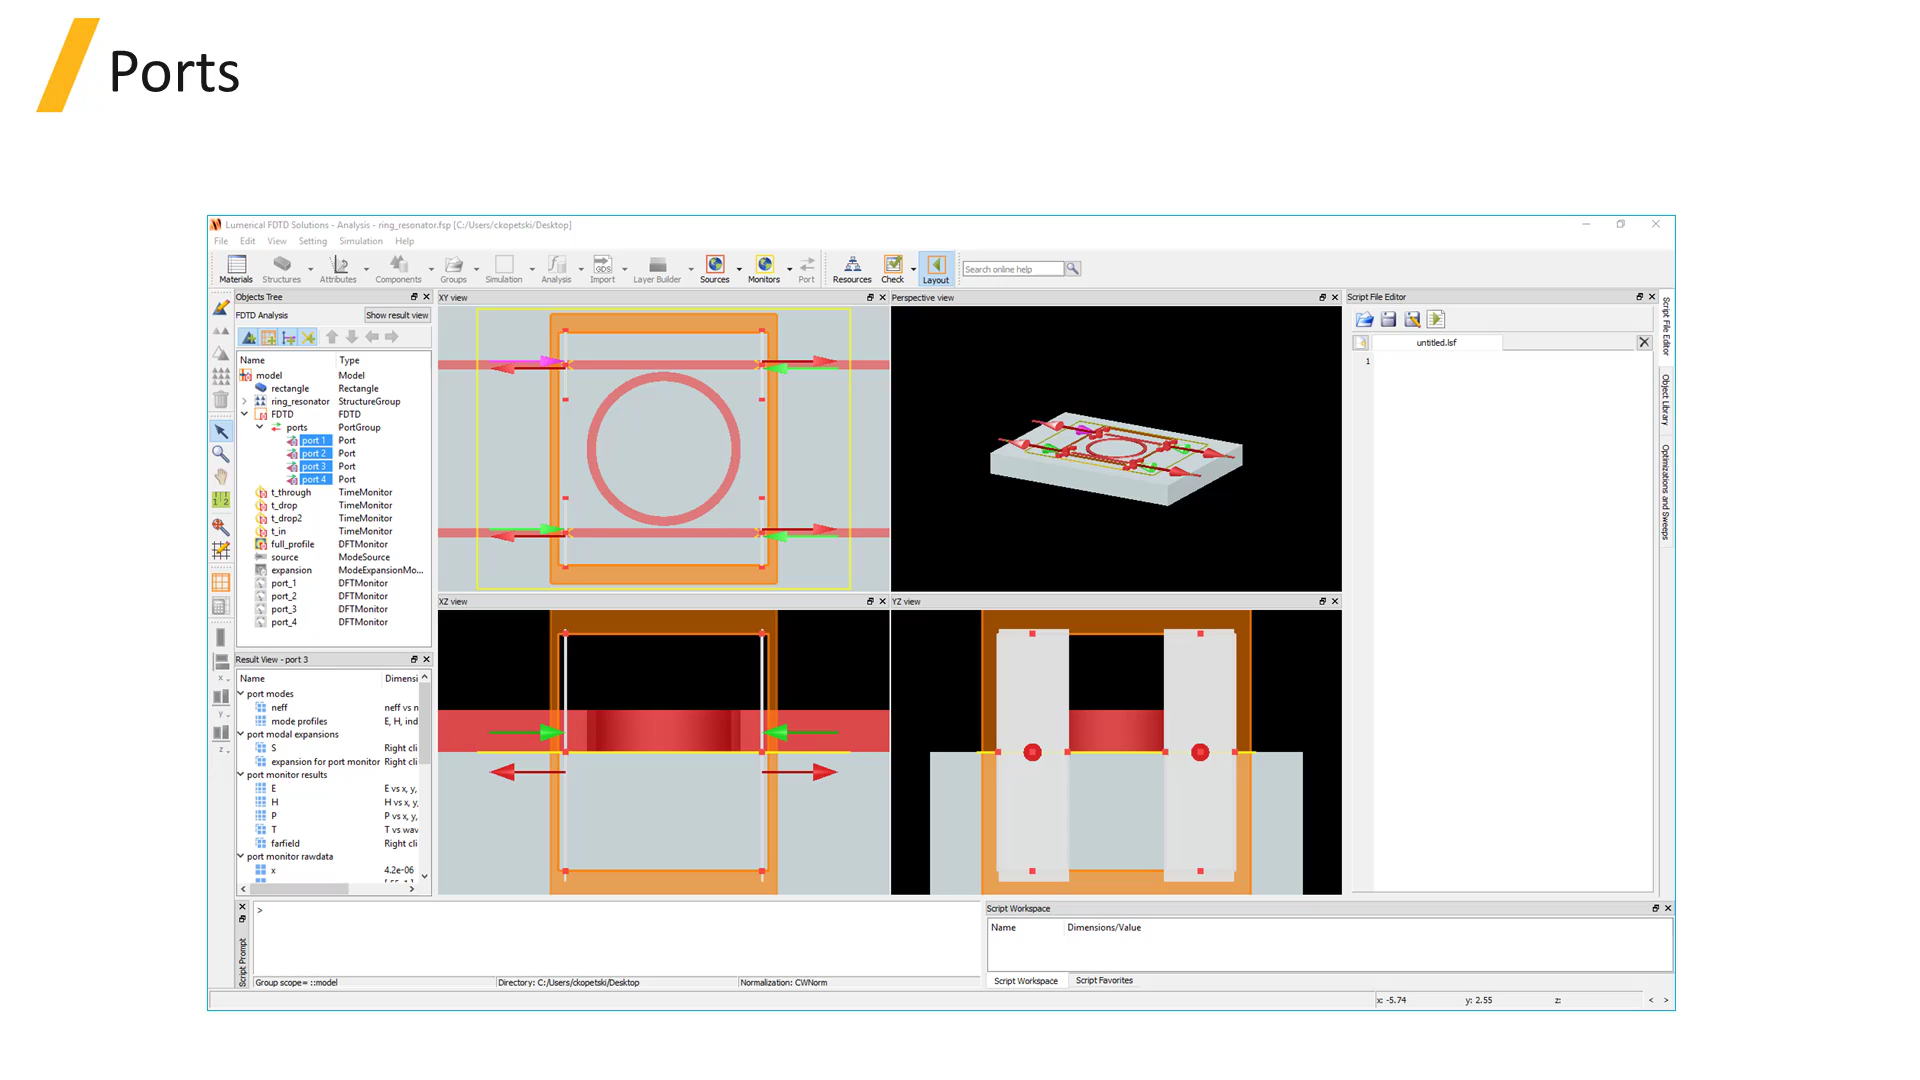 Ports
Lumerical FDTD Solutions - Analysis - ring_resonator.fsp [C:/Users/ckopetski/Desktop]
File Edit View Setting Simulation Help
Materials Structures Attributes Components Groups Simulation Analysis Import Layer Builder Sources Monitors Port Resources Check Layout
GDS
Search online help
Objects Tree
FDTD Analysis Show result view
Name Type
model Model
rectangle Rectangle
ring_resonator StructureGroup
FDTD FDTD
ports PortGroup
port 1 Port
port 2 Port
port 3 Port
port 4 Port
t_through TimeMonitor
t_drop TimeMonitor
t_drop2 TimeMonitor
t_in TimeMonitor
full_profile DFTMonitor
source ModeSource
expansion ModeExpansionMo...
port_1 DFTMonitor
port_2 DFTMonitor
port_3 DFTMonitor
port_4 DFTMonitor
x
y
z
Result View - port 3
Name Dimensi
port modes
neff neff vs n
mode profiles E, H, ind
port modal expansions
S Right cli
expansion for port monitor Right cli
port monitor results
E E vs x, y,
H H vs x, y,
P P vs x, y,
T T vs wav
farfield Right cli
port monitor rawdata
x 4.2e-06
XY view
Perspective view
XZ view
YZ view
Script File Editor
untitled.lsf
1
Script File Editor
Object Library
Optimizations and Sweeps
Script Prompt
>
Group scope= ::model Directory: C:/Users/ckopetski/Desktop Normalization: CWNorm
Script Workspace
Name Dimensions/Value
Script Workspace Script Favorites
x: -5.74 y: 2.55 z: